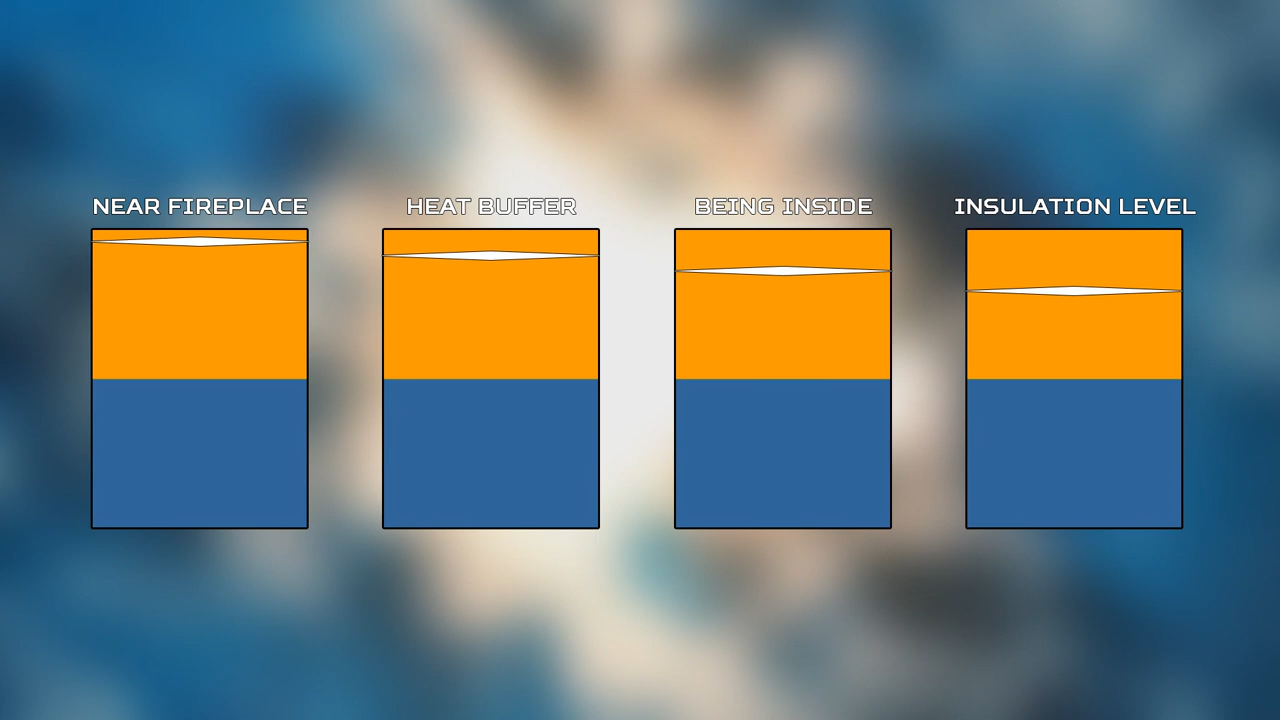 NEAR FIREPLACE
HEAT BUFFER
BEING INSIDE
INSULATION LEVEL